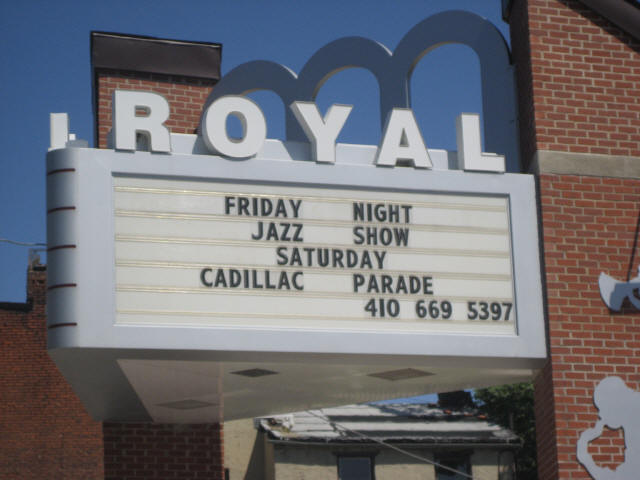 ROYAL
FRIDAY NIGHT
JAZZ SHOW
SATURDAY
CADILLAC PARADE
410 669 5397